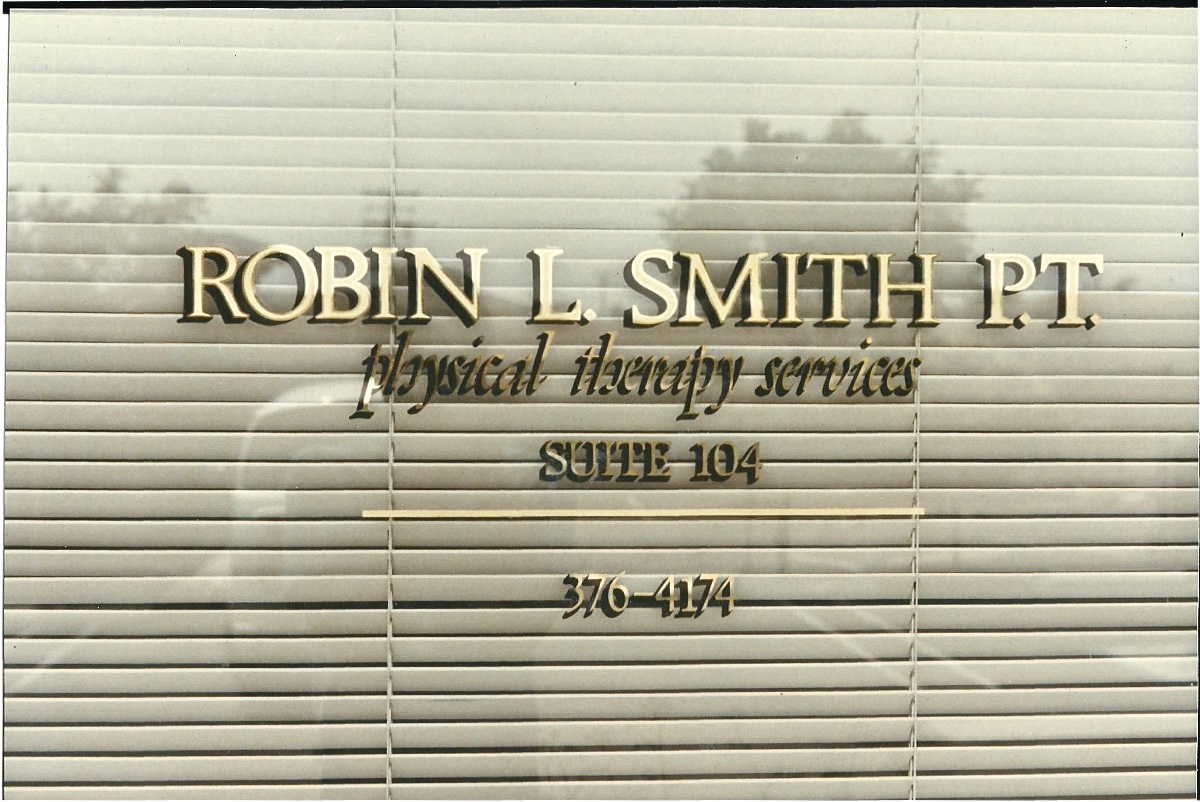 ROBIN L. SMITH P.T.
physical therapy services
SUITE 104
376-4174